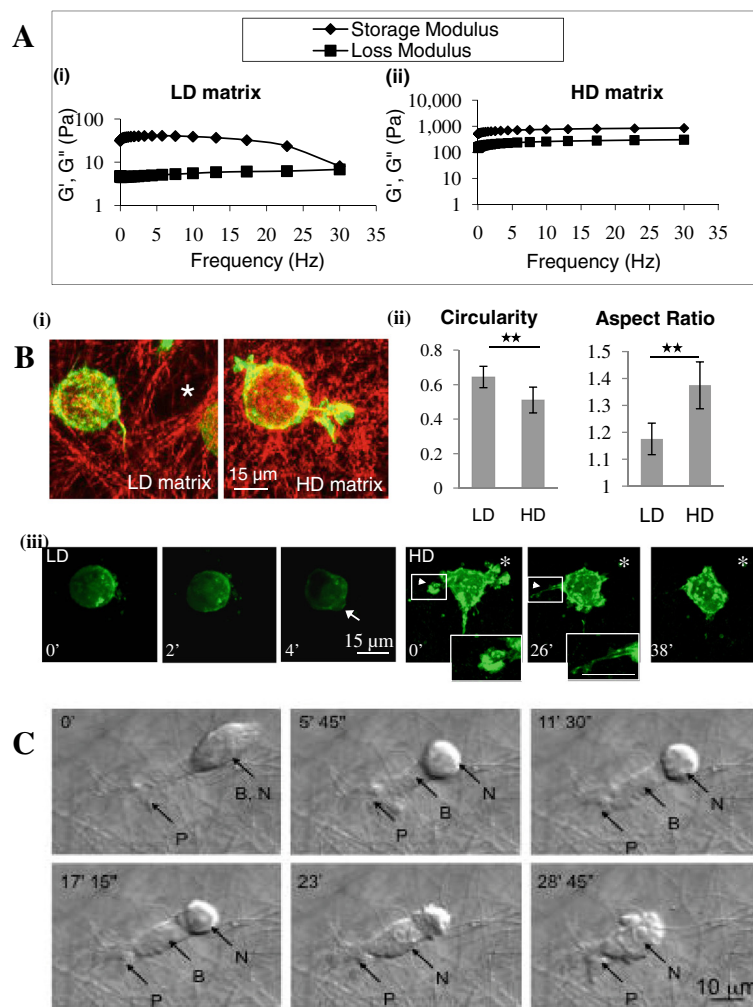 A
Storage Modulus
Loss Modulus
(i)
LD matrix
G', G" (Pa)
100
10
1
0 5 10 15 20 25 30 35
Frequency (Hz)
(ii)
HD matrix
G', G" (Pa)
10,000
1,000
100
10
1
0 5 10 15 20 25 30 35
Frequency (Hz)
B
(i)
*
LD matrix
15 µm
HD matrix
(ii)
Circularity
★★
0.8
0.6
0.4
0.2
0
LD HD
Aspect Ratio
★★
1.5
1.4
1.3
1.2
1.1
1
LD HD
(iii)
LD
0'
2'
4'
15 µm
HD
*
0'
*
26'
*
38'
C
0'
B, N
P
5' 45"
N
B
P
11' 30"
N
B
P
17' 15"
N
B
P
23'
N
P
28' 45"
N
P
10 µm